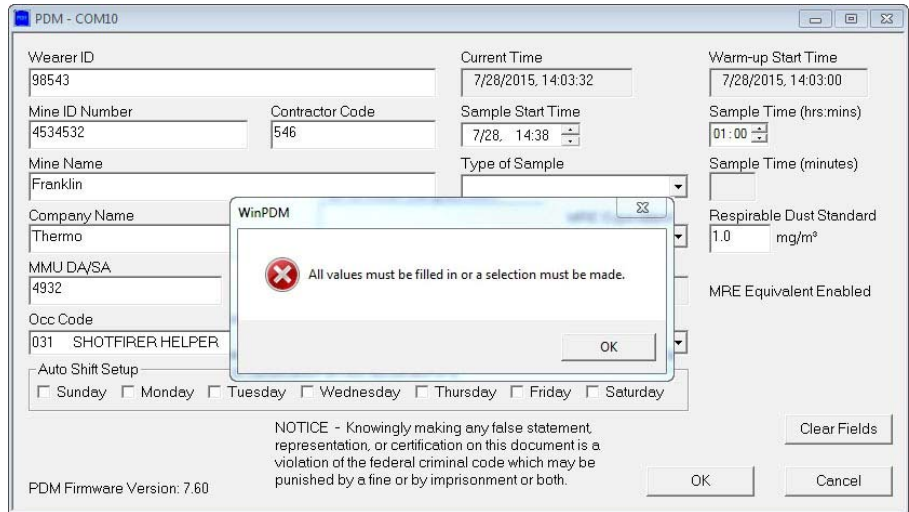 PDM - COM10
Wearer ID
98543
Current Time
7/28/2015, 14:03:32
Warm-up Start Time
7/28/2015, 14:03:00
Mine ID Number
4534532
Contractor Code
546
Sample Start Time
7/28, 14:38
Sample Time (hrs:mins)
01:00
Mine Name
Franklin
Type of Sample
Sample Time (minutes)
Company Name
Thermo
Respirable Dust Standard
1.0 mg/m³
MMU DA/SA
4932
MRE Equivalent Enabled
Occ Code
031 SHOTFIRER HELPER
WinPDM
All values must be filled in or a selection must be made.
OK
Auto Shift Setup
Sunday Monday Tuesday Wednesday Thursday Friday Saturday
NOTICE - Knowingly making any false statement,
representation, or certification on this document is a
violation of the federal criminal code which may be
punished by a fine or by imprisonment or both.
Clear Fields
PDM Firmware Version: 7.60
OK
Cancel